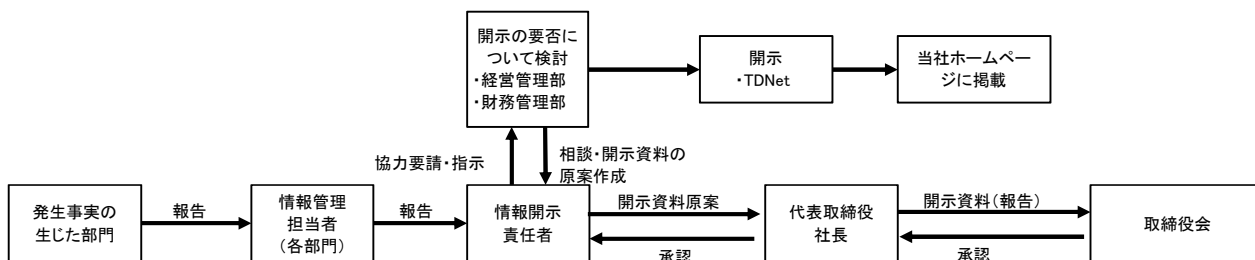 開示の要否に
ついて検討
・経営管理部
・財務管理部
開示
・TDNet
当社ホームペー
ジに掲載
協力要請・指示
相談・開示資料の
原案作成
発生事実の
生じた部門
報告
情報管理
担当者
（各部門）
報告
情報開示
責任者
開示資料原案
承認
代表取締役
社長
開示資料（報告）
承認
取締役会